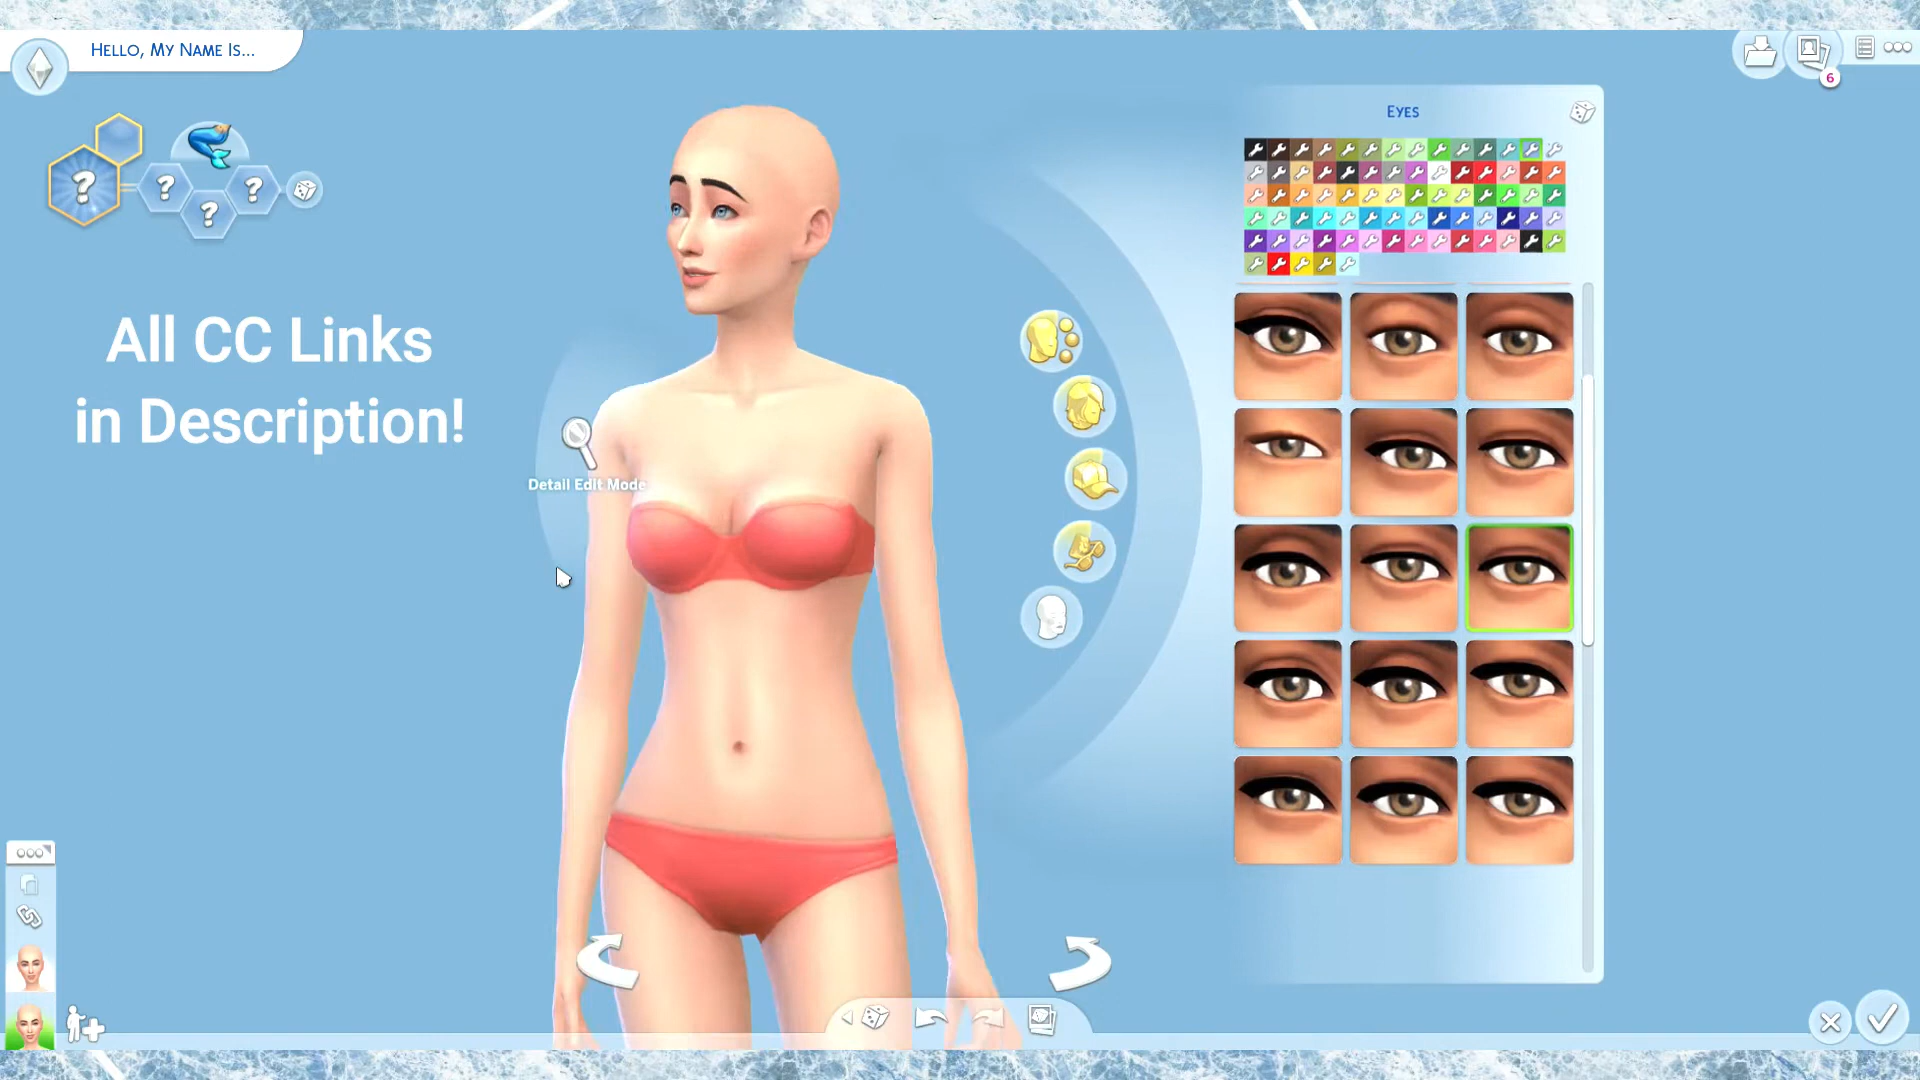 Hello, My Name Is...
6
Eyes
All CC Links
in Description!
Detail Edit Mode
?
?
?
?